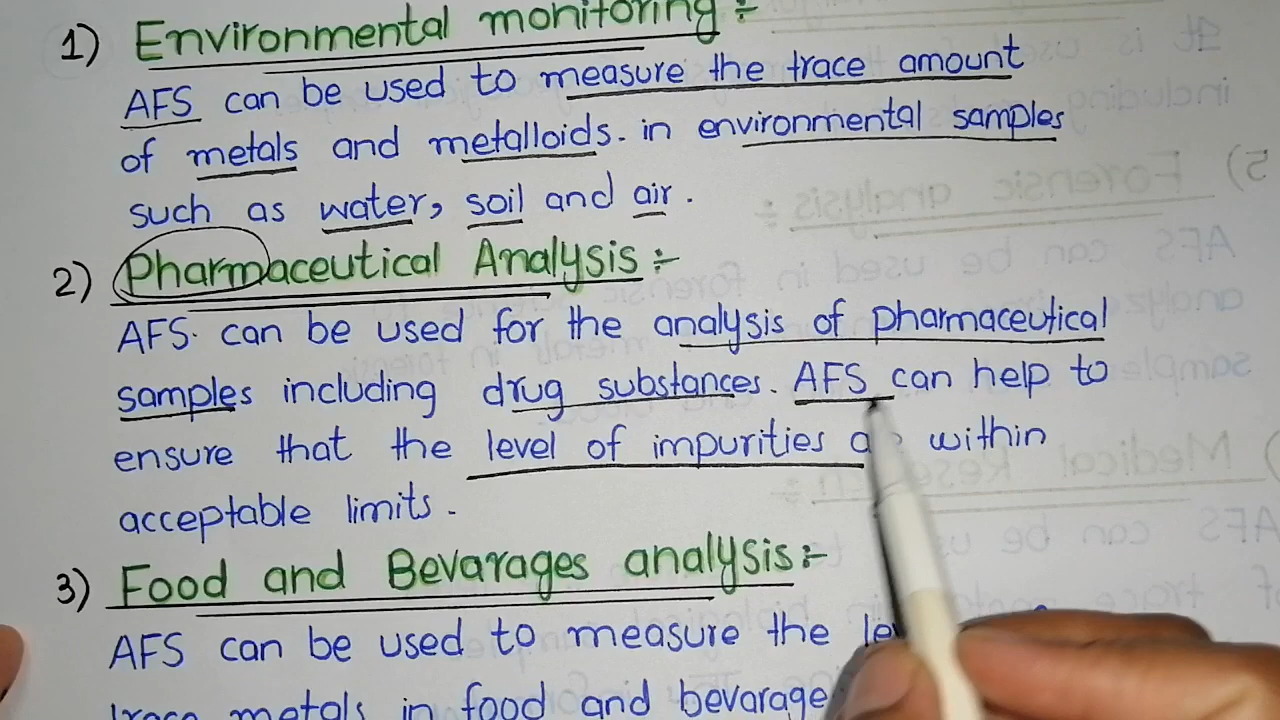 1) Environmental monitoring :-
AFS can be used to measure the trace amount
of metals and metalloids. in environmental samples
such as water, soil and air.
2) Pharmaceutical Analysis :-
AFS. can be used for the analysis of pharmaceutical
samples including drug substances. AFS can help to
ensure that the level of impurities within
acceptable limits.
3) Food and Bevarages analysis :-
AFS can be used to measure the
trace metals in food and bevarage